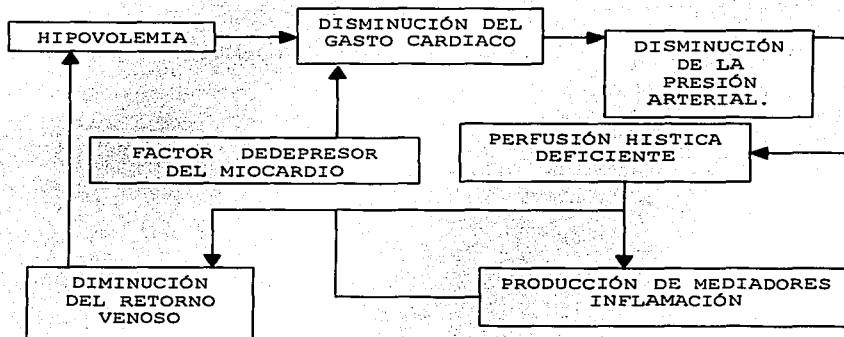 HIPOVOLEMIA
DISMINUCIÓN DEL
GASTO CARDIACO
DISMINUCIÓN
DE LA
PRESIÓN
ARTERIAL.
FACTOR DEDEPRESOR
DEL MIOCARDIO
PERFUSIÓN HISTICA
DEFICIENTE
DIMINUCIÓN
DEL RETORNO
VENOSO
PRODUCCIÓN DE MEDIADORES
INFLAMACIÓN